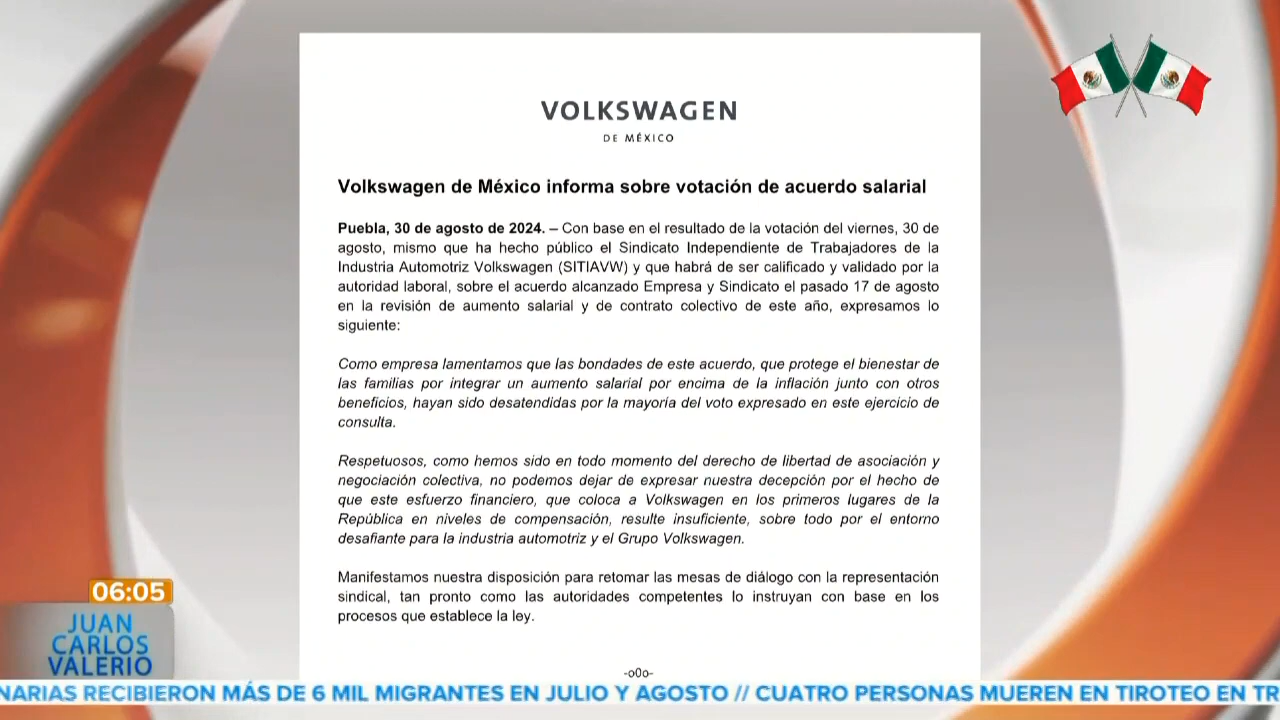 VOLKSWAGEN
DE MÉXICO
Volkswagen de México informa sobre votación de acuerdo salarial
Puebla, 30 de agosto de 2024. – Con base en el resultado de la votación del viernes, 30 de
agosto, mismo que ha hecho público el Sindicato Independiente de Trabajadores de la
Industria Automotriz Volkswagen (SITIAVW) y que habrá de ser calificado y validado por la
autoridad laboral, sobre el acuerdo alcanzado Empresa y Sindicato el pasado 17 de agosto
en la revisión de aumento salarial y de contrato colectivo de este año, expresamos lo
siguiente:
Como empresa lamentamos que las bondades de este acuerdo, que protege el bienestar de
las familias por integrar un aumento salarial por encima de la inflación junto con otros
beneficios, hayan sido desatendidas por la mayoría del voto expresado en este ejercicio de
consulta.
Respetuosos, como hemos sido en todo momento del derecho de libertad de asociación y
negociación colectiva, no podemos dejar de expresar nuestra decepción por el hecho de
que este esfuerzo financiero, que coloca a Volkswagen en los primeros lugares de la
República en niveles de compensación, resulte insuficiente, sobre todo por el entorno
desafiante para la industria automotriz y el Grupo Volkswagen.
Manifestamos nuestra disposición para retomar las mesas de diálogo con la representación
sindical, tan pronto como las autoridades competentes lo instruyan con base en los
procesos que establece la ley.
-o0o-
06:05
JUAN
CARLOS
VALERIO
NARIAS RECIBIERON MÁS DE 6 MIL MIGRANTES EN JULIO Y AGOSTO // CUATRO PERSONAS MUEREN EN TIROTEO EN TR